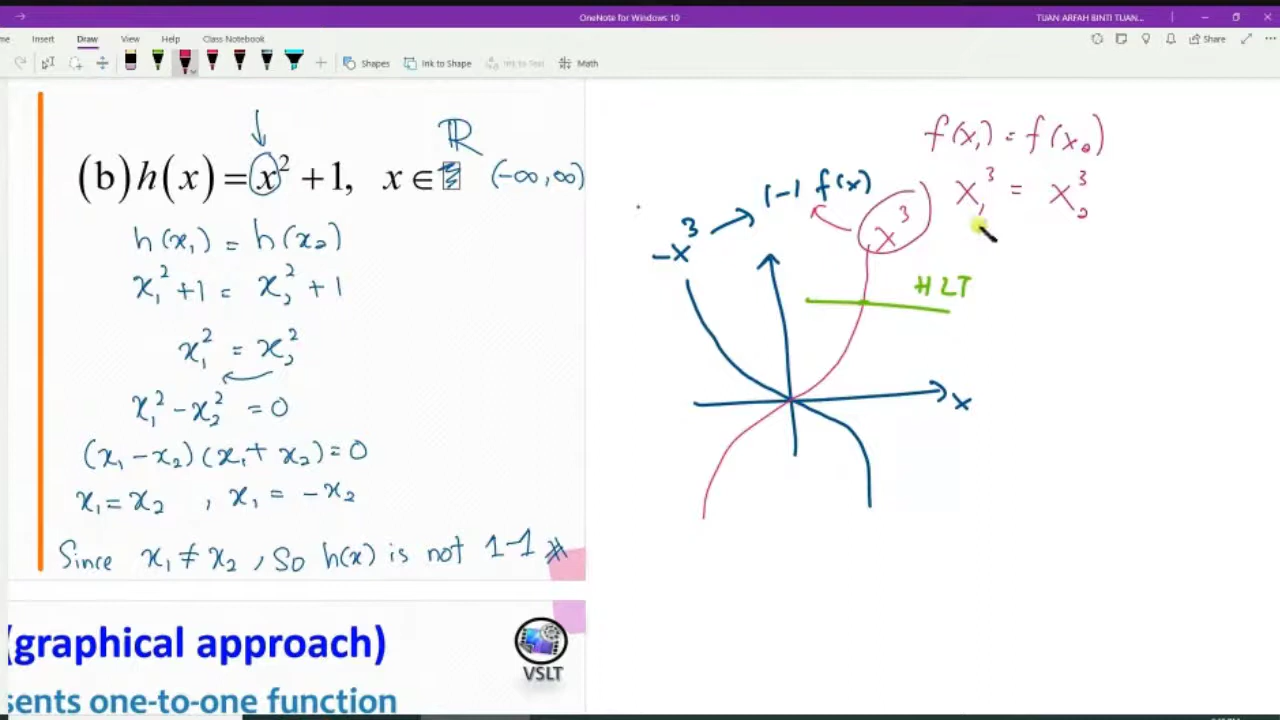 OneNote for Windows 10
TUAN ARFAH BINTI TUAN...
Insert Draw View Help Class Notebook
Share
Shapes Ink to Shape Ink to Text Math
(b) h(x) = x² + 1, x ∈ ℝ (-∞, ∞)
h(x₁) = h(x₂)
x₁² + 1 = x₂² + 1
x₁² = x₂²
x₁² - x₂² = 0
(x₁ - x₂)(x₁ + x₂) = 0
x₁ = x₂ , x₁ = -x₂
Since x₁ ≠ x₂ , So h(x) is not 1-1
(graphical approach)
VSLT
sents one-to-one function
f(x₁) = f(x₂)
x₁³ = x₂³
1-1 f(x)
-x³
x³
HLT
x